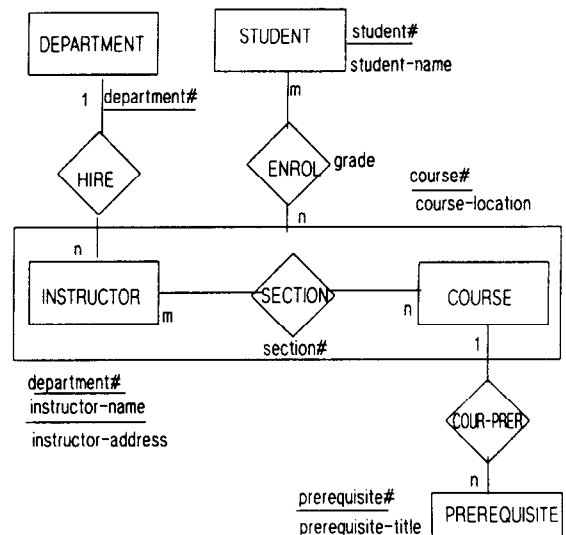 DEPARTMENT
STUDENT
student#
student-name
1
department#
m
HIRE
ENROL
grade
course#
course-location
n
n
INSTRUCTOR
m
SECTION
n
COURSE
section#
1
department#
instructor-name
instructor-address
COUR-PRER
n
prerequisite#
prerequisite-title
PREREQUISITE